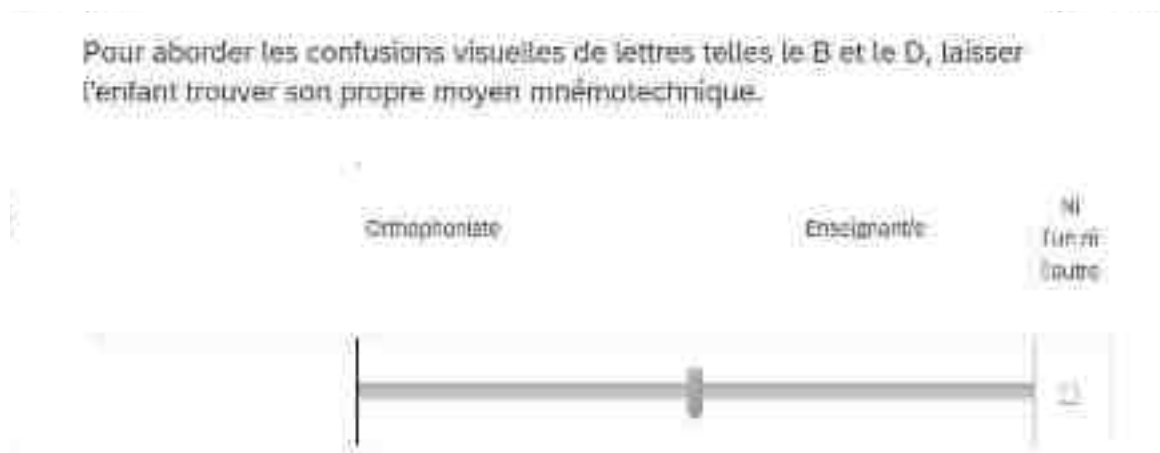 Pour aborder les confusions visuelles de lettres telles le B et le D, laisser
l'enfant trouver son propre moyen mnémotechnique.
Orthophoniste
Enseignant/e
Ni
l'un ni
l'autre